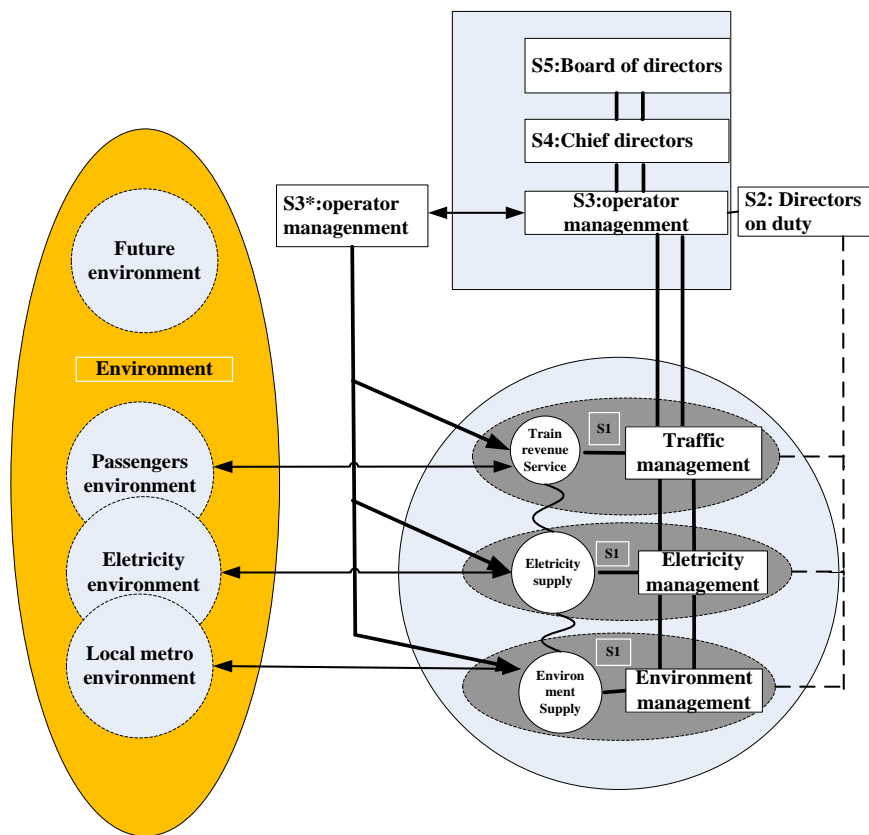 S5:Board of directors
S4:Chief directors
S3*:operator
managenment
S3:operator
managenment
S2: Directors
on duty
Future
environment
Environment
Passengers
environment
Eletricity
environment
Local metro
environment
Train
revenue
Service
S1
Traffic
management
Eletricity
supply
S1
Eletricity
management
Environ
ment
Supply
S1
Environment
management